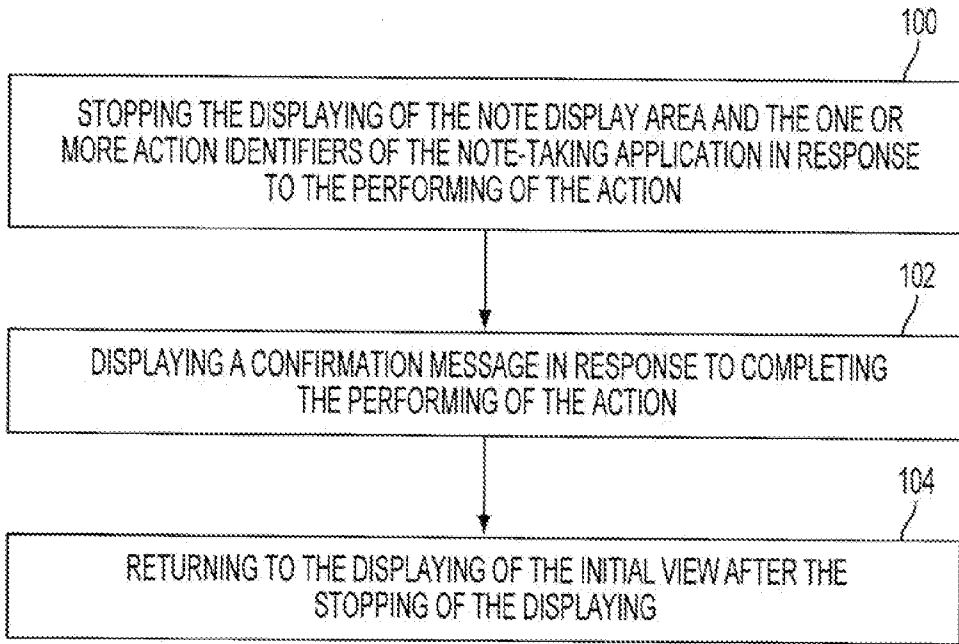 100
STOPPING THE DISPLAYING OF THE NOTE DISPLAY AREA AND THE ONE OR
MORE ACTION IDENTIFIERS OF THE NOTE-TAKING APPLICATION IN RESPONSE
TO THE PERFORMING OF THE ACTION
102
DISPLAYING A CONFIRMATION MESSAGE IN RESPONSE TO COMPLETING
THE PERFORMING OF THE ACTION
104
RETURNING TO THE DISPLAYING OF THE INITIAL VIEW AFTER THE
STOPPING OF THE DISPLAYING